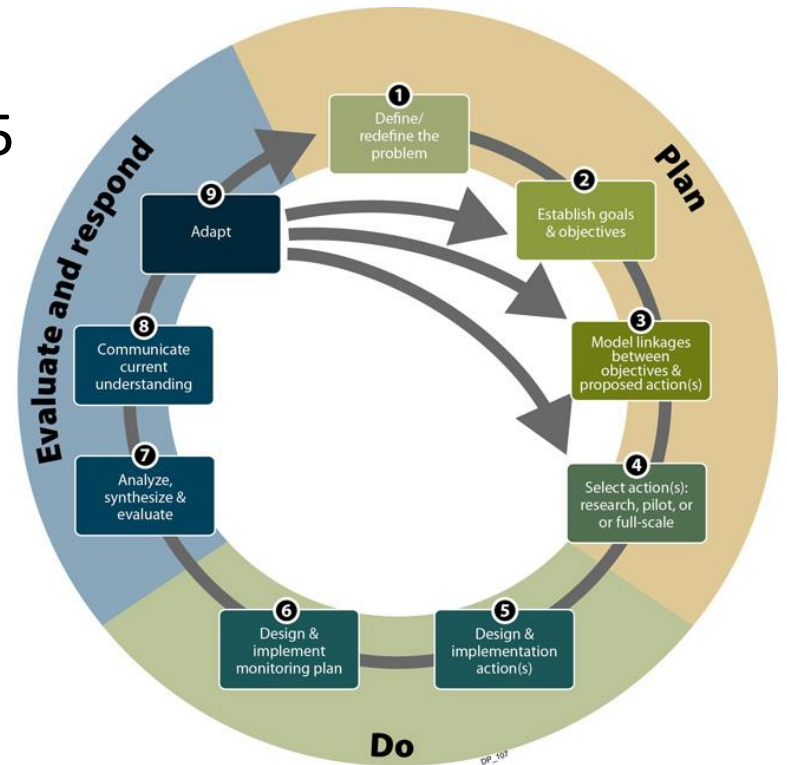 5
Evaluate and respond
Plan
Do
1
Define/
redefine the
problem
2
Establish goals
& objectives
3
Model linkages
between
objectives &
proposed action(s)
4
Select action(s):
research, pilot, or
or full-scale
5
Design &
implementation
action(s)
6
Design &
implement
monitoring plan
7
Analyze,
synthesize &
evaluate
8
Communicate
current
understanding
9
Adapt
DP_107